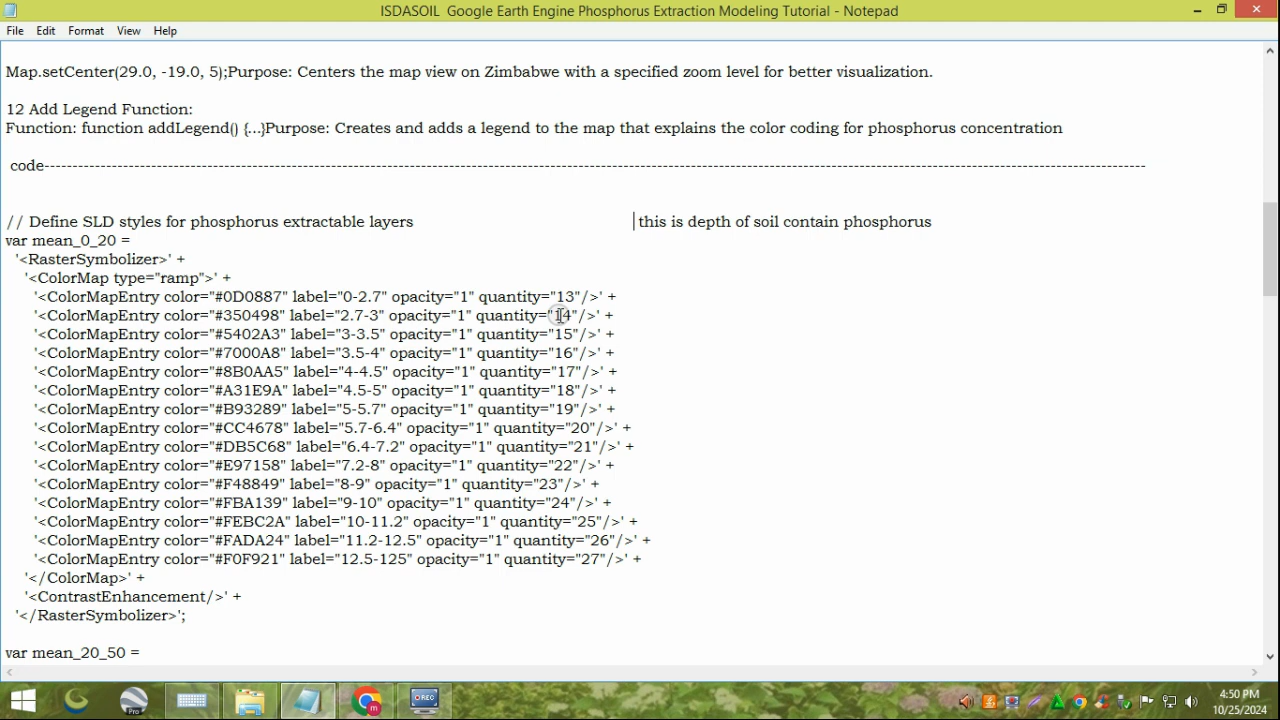 ISDASOIL  Google Earth Engine Phosphorus Extraction Modeling Tutorial - Notepad
File Edit Format View Help
Map.setCenter(29.0, -19.0, 5);Purpose: Centers the map view on Zimbabwe with a specified zoom level for better visualization.
12 Add Legend Function:
Function: function addLegend() {...}Purpose: Creates and adds a legend to the map that explains the color coding for phosphorus concentration
code--------------------------------------------------------------------------------------------------------------------------------------------------------------------
// Define SLD styles for phosphorus extractable layers this is depth of soil contain phosphorus
var mean_0_20 =
'<RasterSymbolizer>' +
'<ColorMap type="ramp">' +
'<ColorMapEntry color="#0D0887" label="0-2.7" opacity="1" quantity="13"/>' +
'<ColorMapEntry color="#350498" label="2.7-3" opacity="1" quantity="14"/>' +
'<ColorMapEntry color="#5402A3" label="3-3.5" opacity="1" quantity="15"/>' +
'<ColorMapEntry color="#7000A8" label="3.5-4" opacity="1" quantity="16"/>' +
'<ColorMapEntry color="#8B0AA5" label="4-4.5" opacity="1" quantity="17"/>' +
'<ColorMapEntry color="#A31E9A" label="4.5-5" opacity="1" quantity="18"/>' +
'<ColorMapEntry color="#B93289" label="5-5.7" opacity="1" quantity="19"/>' +
'<ColorMapEntry color="#CC4678" label="5.7-6.4" opacity="1" quantity="20"/>' +
'<ColorMapEntry color="#DB5C68" label="6.4-7.2" opacity="1" quantity="21"/>' +
'<ColorMapEntry color="#E97158" label="7.2-8" opacity="1" quantity="22"/>' +
'<ColorMapEntry color="#F48849" label="8-9" opacity="1" quantity="23"/>' +
'<ColorMapEntry color="#FBA139" label="9-10" opacity="1" quantity="24"/>' +
'<ColorMapEntry color="#FEBC2A" label="10-11.2" opacity="1" quantity="25"/>' +
'<ColorMapEntry color="#FADA24" label="11.2-12.5" opacity="1" quantity="26"/>' +
'<ColorMapEntry color="#F0F921" label="12.5-125" opacity="1" quantity="27"/>' +
'</ColorMap>' +
'<ContrastEnhancement/>' +
'</RasterSymbolizer>';
var mean_20_50 =
Pro
REC
m
4:50 PM
10/25/2024